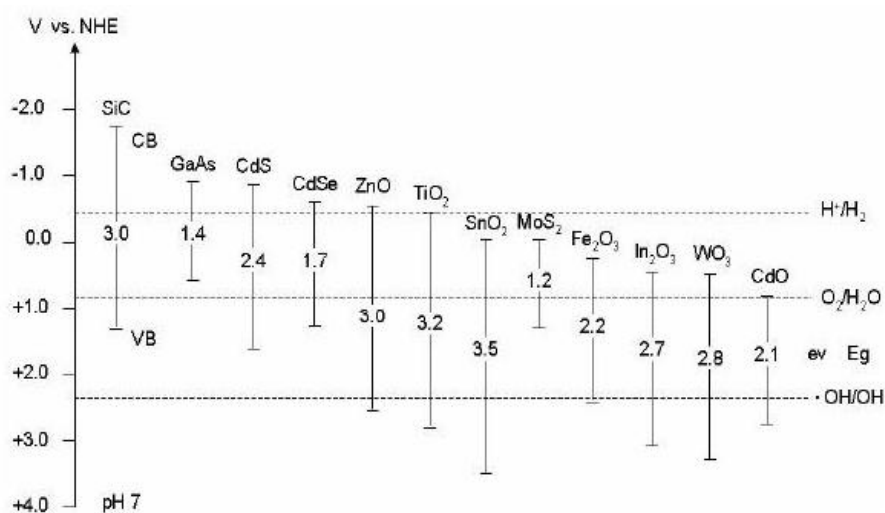 V vs. NHE
-2.0
SiC
CB
-1.0
GaAs
CdS
CdSe
ZnO
TiO₂
H⁺/H₂
0.0
3.0
1.4
2.4
1.7
SnO₂
MoS₂
Fe₂O₃
In₂O₃
WO₃
CdO
1.2
O₂/H₂O
+1.0
VB
3.0
3.2
3.5
2.2
2.7
2.8
2.1
ev Eg
+2.0
·OH/OH
+3.0
+4.0
pH 7